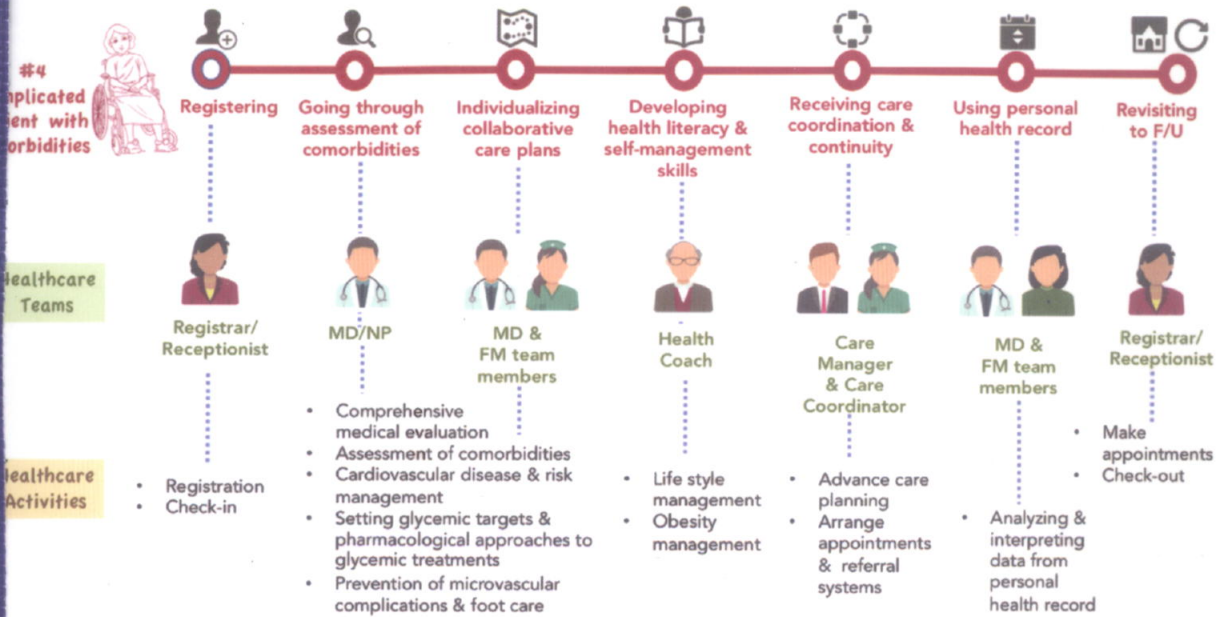 #4
mplicated
ient with
orbidities
Registering
Going through
assessment of
comorbidities
Individualizing
collaborative
care plans
Developing
health literacy &
self-management
skills
Receiving care
coordination &
continuity
Using personal
health record
Revisiting
to F/U
Healthcare
Teams
Registrar/
Receptionist
MD/NP
MD &
FM team
members
Health
Coach
Care
Manager
& Care
Coordinator
MD &
FM team
members
Registrar/
Receptionist
Healthcare
Activities
• Registration
• Check-in
• Comprehensive
medical evaluation
• Assessment of comorbidities
• Cardiovascular disease & risk
management
• Setting glycemic targets &
pharmacological approaches to
glycemic treatments
• Prevention of microvascular
complications & foot care
• Life style
management
• Obesity
management
• Advance care
planning
• Arrange
appointments
& referral
systems
• Analyzing &
interpreting
data from
personal
health record
• Make
appointments
• Check-out